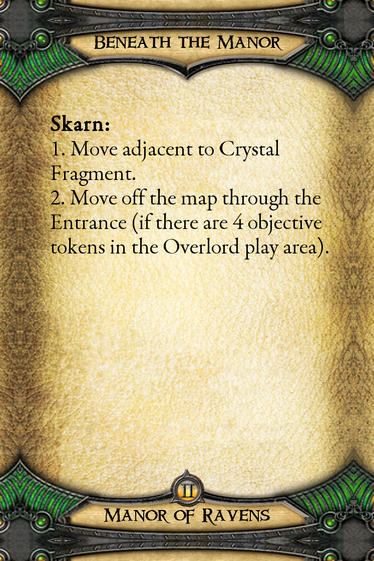 Beneath the Manor
Skarn:
1. Move adjacent to Crystal
Fragment.
2. Move off the map through the
Entrance (if there are 4 objective
tokens in the Overlord play area).
II
Manor of Ravens